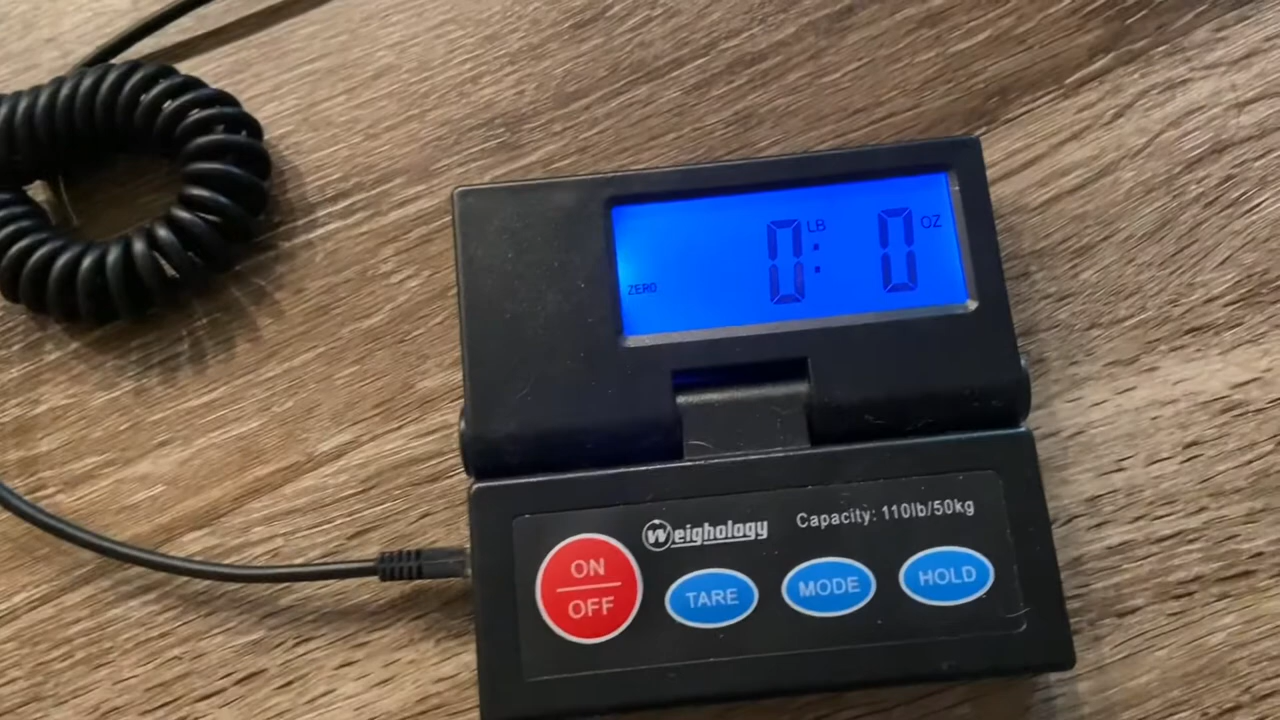 0 LB : 0 OZ
ZERO
Weighology
Capacity: 110lb/50kg
ON
OFF
TARE
MODE
HOLD